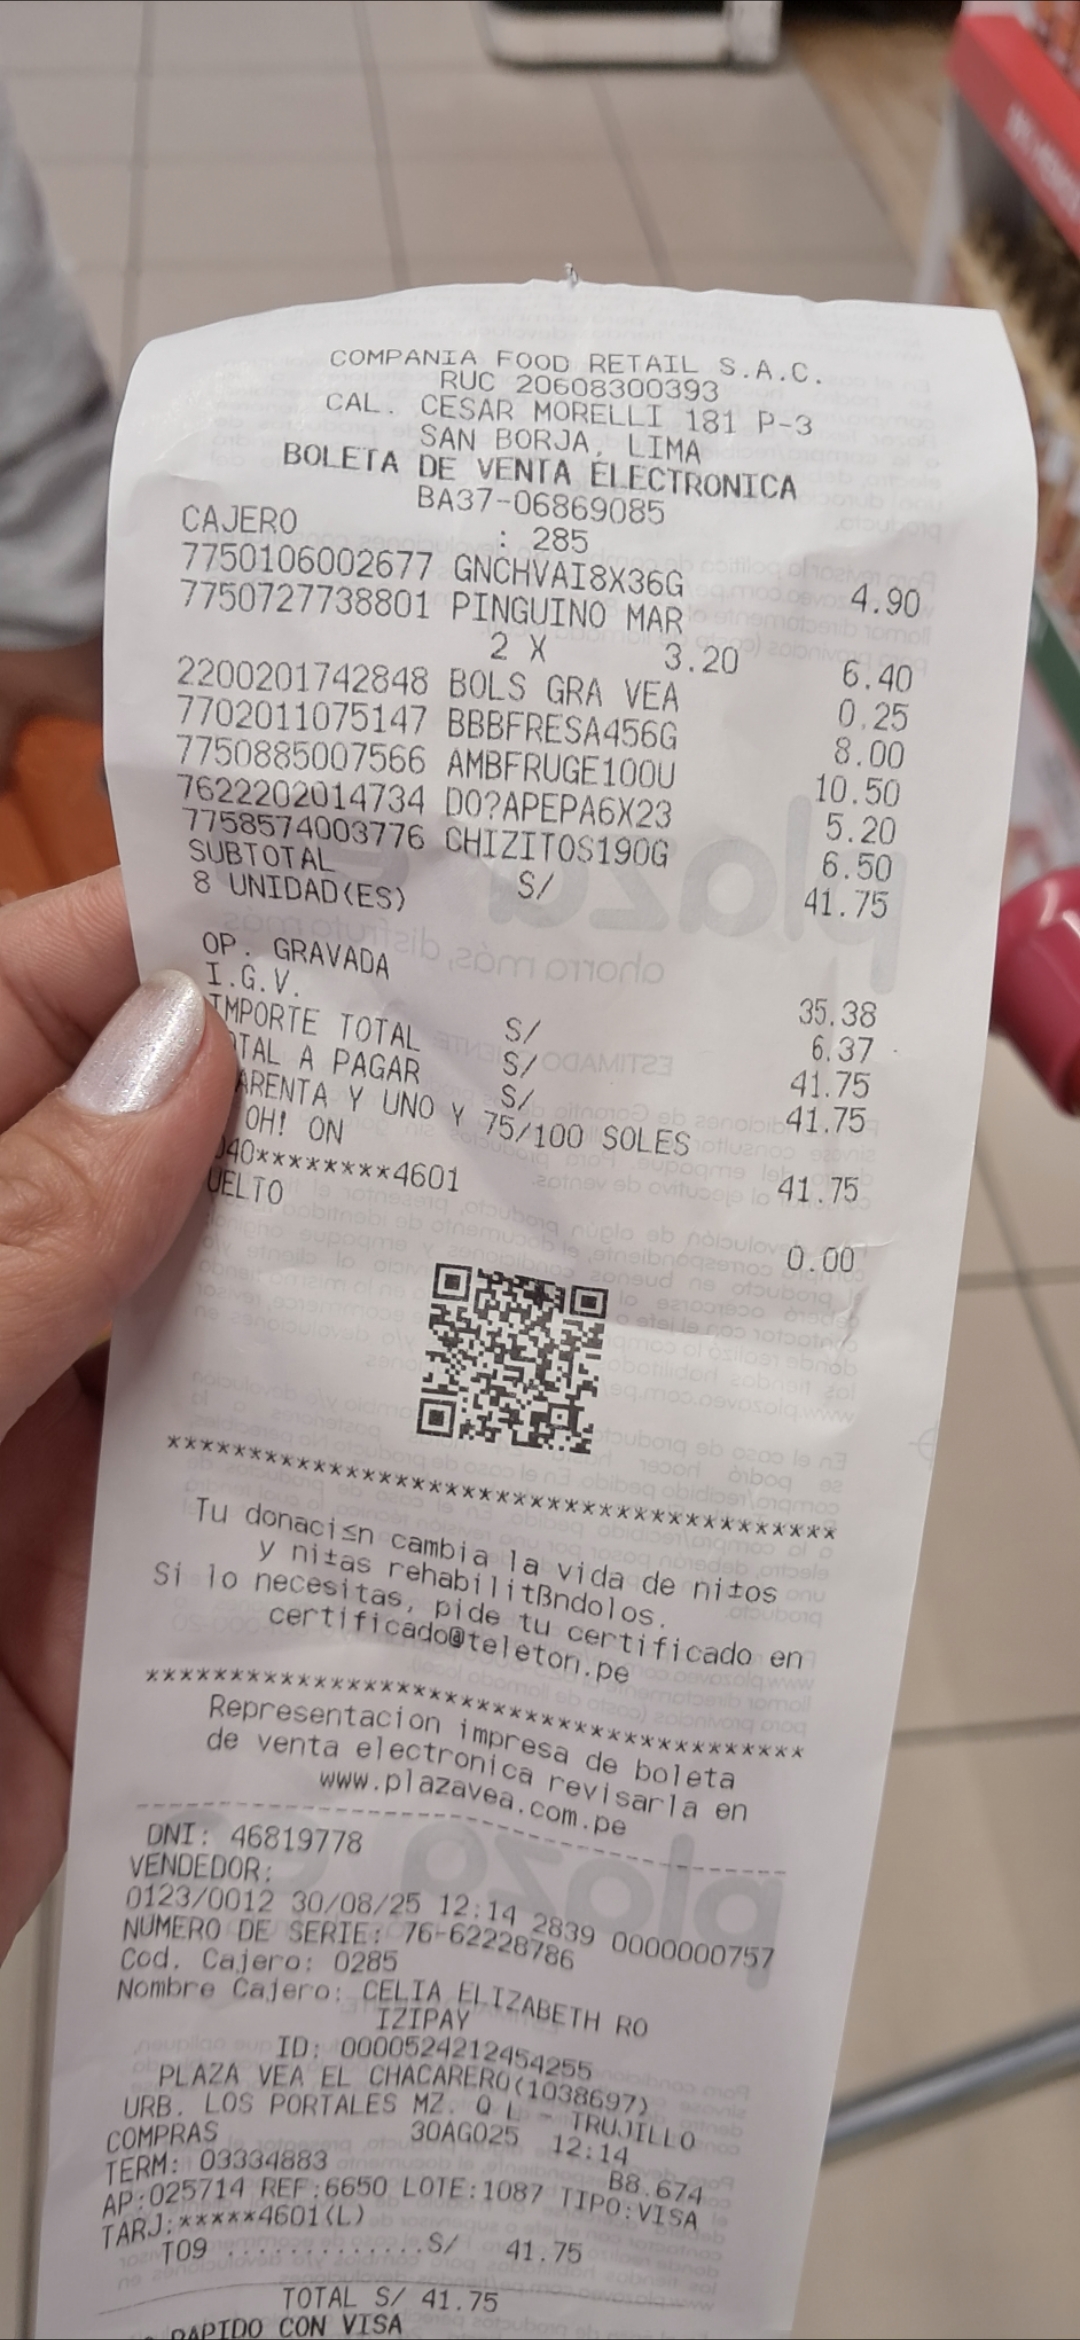 COMPANIA FOOD RETAIL S.A.C.
RUC 20608300393
CAL. CESAR MORELLI 181 P-3
SAN BORJA, LIMA
BOLETA DE VENTA ELECTRONICA
BA37-06869085
CAJERO : 285
7750106002677 GNCHVAI8X36G 4.90
7750727738801 PINGUINO MAR
2 X 3.20 6.40
2200201742848 BOLS GRA VEA 0.25
7702011075147 BBBFRESA456G 8.00
7750885007566 AMBFRUGE100U 10.50
7622202014734 DO?APEPA6X23 5.20
7758574003776 CHIZITOS190G 6.50
SUBTOTAL S/ 41.75
8 UNIDAD(ES)
OP. GRAVADA 35.38
I.G.V. S/ 6.37
IMPORTE TOTAL S/ 41.75
TAL A PAGAR S/ 41.75
ARENTA Y UNO Y 75/100 SOLES
OH! ON 41.75
040********4601
UELTO 0.00
****************************************
Tu donaci≤n cambia la vida de ni±os
y ni±as rehabilitßndolos.
Si lo necesitas, pide tu certificado en
certificado@teleton.pe
****************************************
Representacion impresa de boleta
de venta electronica revisarla en
www.plazavea.com.pe
----------------------------------------
DNI: 46819778
VENDEDOR:
0123/0012 30/08/25 12:14 2839 0000000757
NUMERO DE SERIE: 76-62228786
Cod. Cajero: 0285
Nombre Cajero: CELIA ELIZABETH RO
IZIPAY
ID: 0000524212454255
PLAZA VEA EL CHACARERO(1038697)
URB. LOS PORTALES MZ. Q L - TRUJILLO
COMPRAS 30AGO25 12:14
TERM: 03334883 B8.674
AP:025714 REF:6650 LOTE:1087 TIPO:VISA
TARJ:*****4601(L)
T09 .............S/ 41.75
TOTAL S/ 41.75
RAPIDO CON VISA